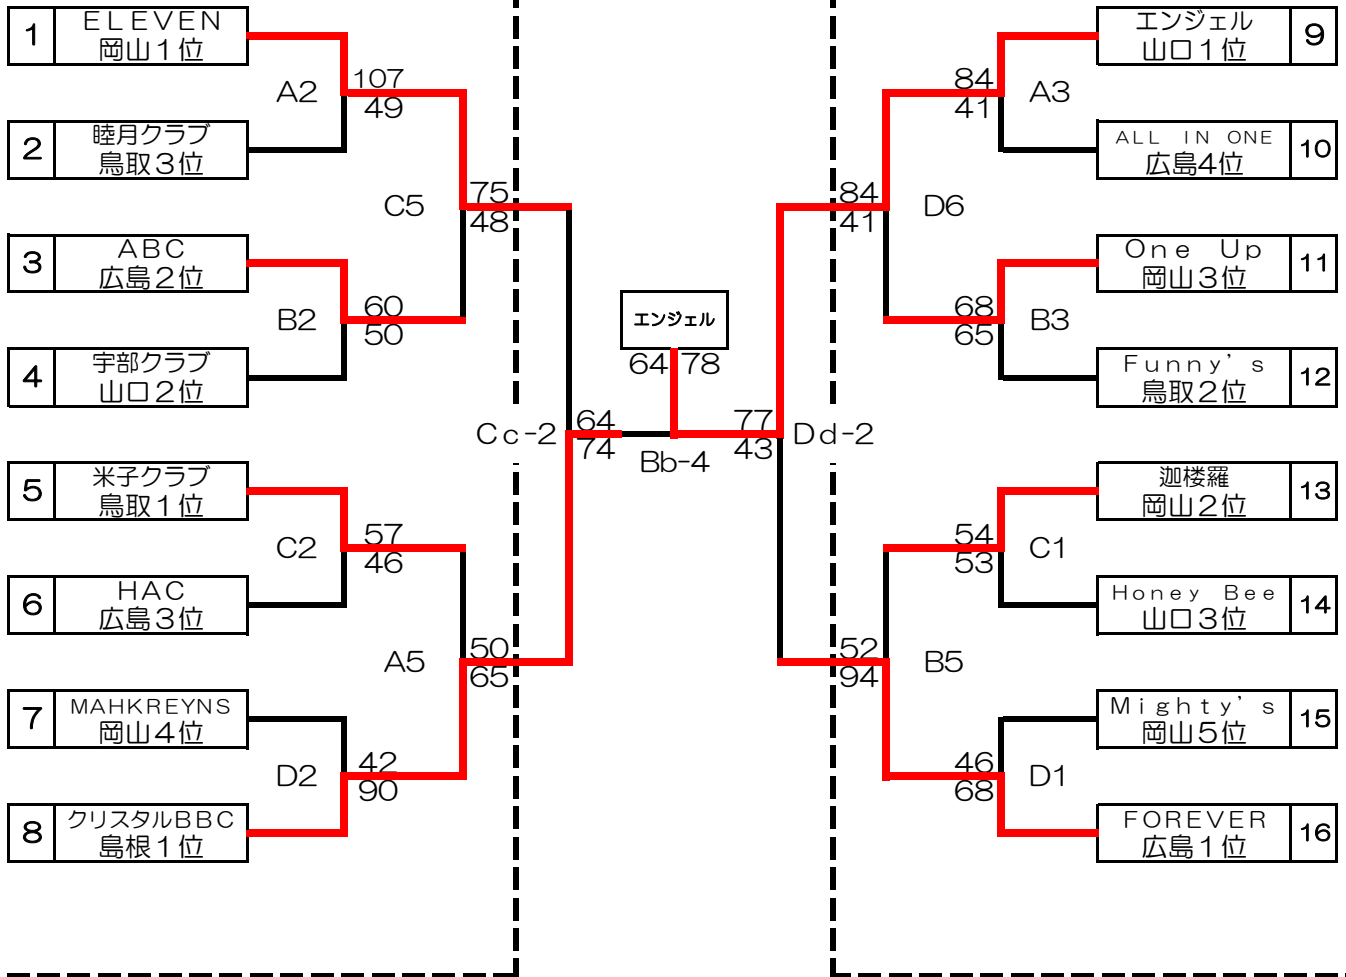 1
ELEVEN
岡山1位
A2
107
49
2
睦月クラブ
鳥取3位
C5
75
48
3
ABC
広島2位
B2
60
50
4
宇部クラブ
山口2位
Cc-2
64
74
5
米子クラブ
鳥取1位
C2
57
46
6
HAC
広島3位
A5
50
65
7
MAHKREYNS
岡山4位
D2
42
90
8
クリスタルBBC
島根1位
エンジェル
64 78
Bb-4
エンジェル
山口1位
9
84
41
A3
ALL IN ONE
広島4位
10
84
41
D6
One Up
岡山3位
11
68
65
B3
Funny's
鳥取2位
12
77
43
Dd-2
迦楼羅
岡山2位
13
54
53
C1
Honey Bee
山口3位
14
52
94
B5
Mighty's
岡山5位
15
46
68
D1
FOREVER
広島1位
16